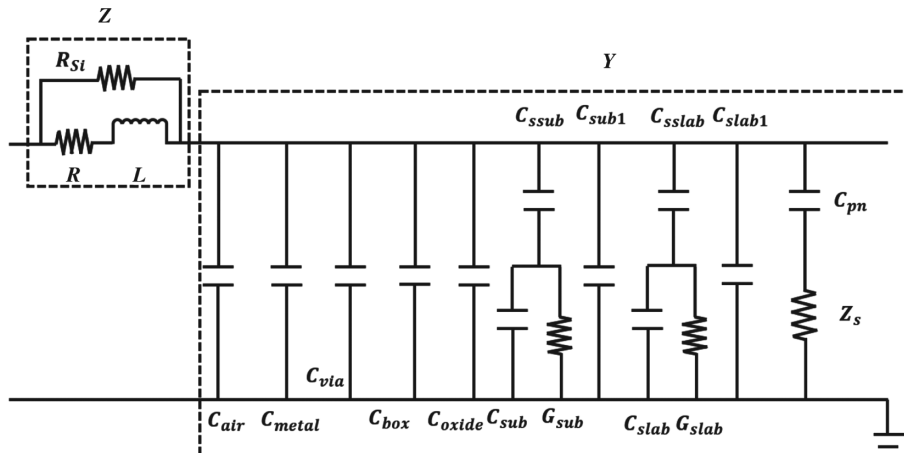 Z
R_Si
R L
Y
C_ssub C_sub1 C_sslab C_slab1
C_pn
Z_s
C_via
C_air C_metal C_box C_oxide C_sub G_sub C_slab G_slab